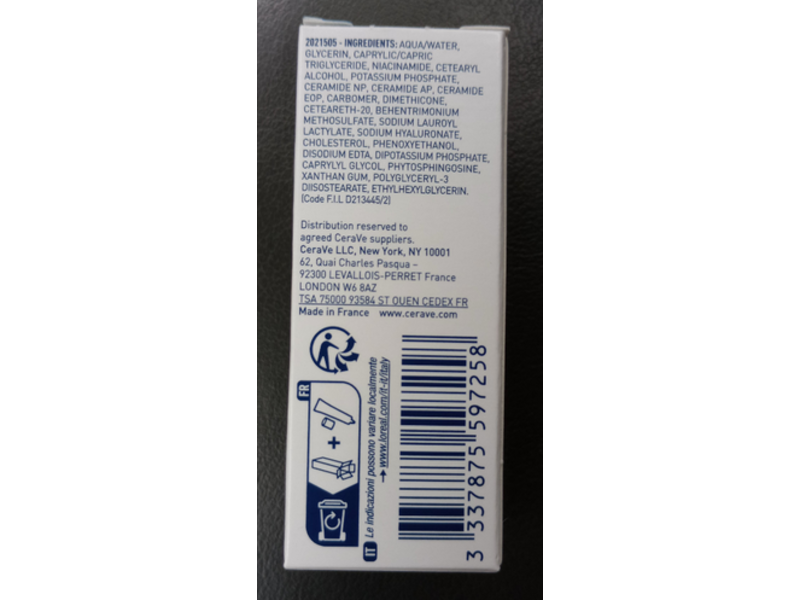 2021505 - INGREDIENTS: AQUA/WATER,
GLYCERIN, CAPRYLIC/CAPRIC
TRIGLYCERIDE, NIACINAMIDE, CETEARYL
ALCOHOL, POTASSIUM PHOSPHATE,
CERAMIDE NP, CERAMIDE AP, CERAMIDE
EOP, CARBOMER, DIMETHICONE,
CETEARETH-20, BEHENTRIMONIUM
METHOSULFATE, SODIUM LAUROYL
LACTYLATE, SODIUM HYALURONATE,
CHOLESTEROL, PHENOXYETHANOL,
DISODIUM EDTA, DIPOTASSIUM PHOSPHATE,
CAPRYLYL GLYCOL, PHYTOSPHINGOSINE,
XANTHAN GUM, POLYGLYCERYL-3
DIISOSTEARATE, ETHYLHEXYLGLYCERIN.
(Code F.I.L D213445/2)
Distribution reserved to
agreed CeraVe suppliers.
CeraVe LLC, New York, NY 10001
62, Quai Charles Pasqua –
92300 LEVALLOIS-PERRET France
LONDON W6 8AZ
TSA 75000 93584 ST OUEN CEDEX FR
Made in France www.cerave.com
FR
+
IT Le indicazioni possono variare localmente
→ www.loreal.com/it-it/italy
3 337875 597258